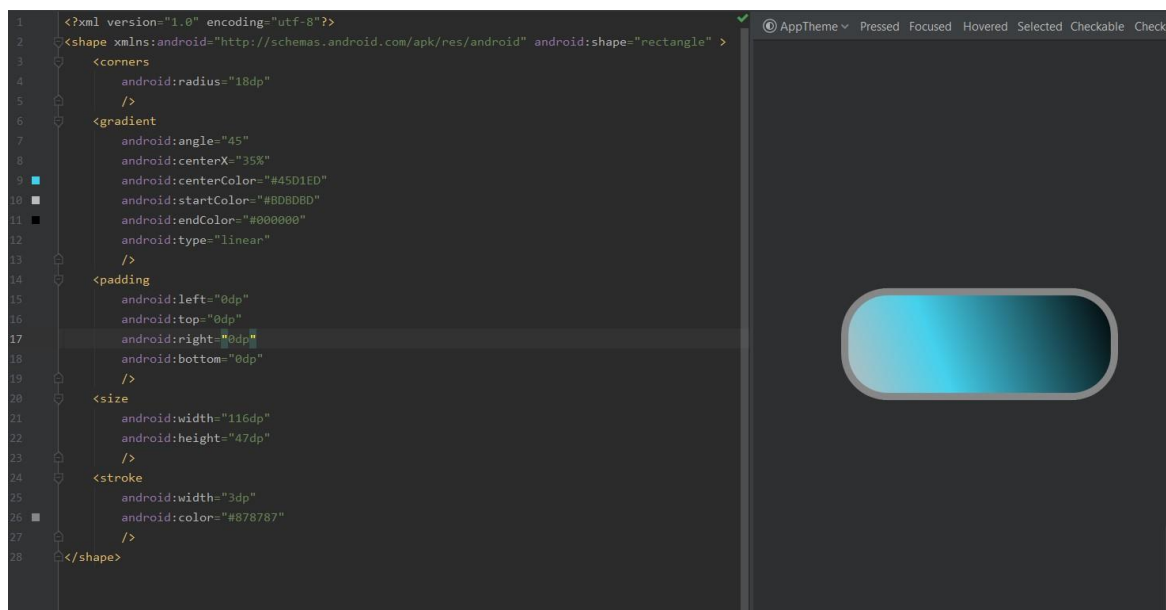 1 <?xml version="1.0" encoding="utf-8"?>
2 <shape xmlns:android="http://schemas.android.com/apk/res/android" android:shape="rectangle" >
3 <corners
4 android:radius="18dp"
5 />
6 <gradient
7 android:angle="45"
8 android:centerX="35%"
9 android:centerColor="#45D1ED"
10 android:startColor="#BDBDBD"
11 android:endColor="#000000"
12 android:type="linear"
13 />
14 <padding
15 android:left="0dp"
16 android:top="0dp"
17 android:right="0dp"
18 android:bottom="0dp"
19 />
20 <size
21 android:width="116dp"
22 android:height="47dp"
23 />
24 <stroke
25 android:width="3dp"
26 android:color="#878787"
27 />
28 </shape>
AppTheme Pressed Focused Hovered Selected Checkable Check